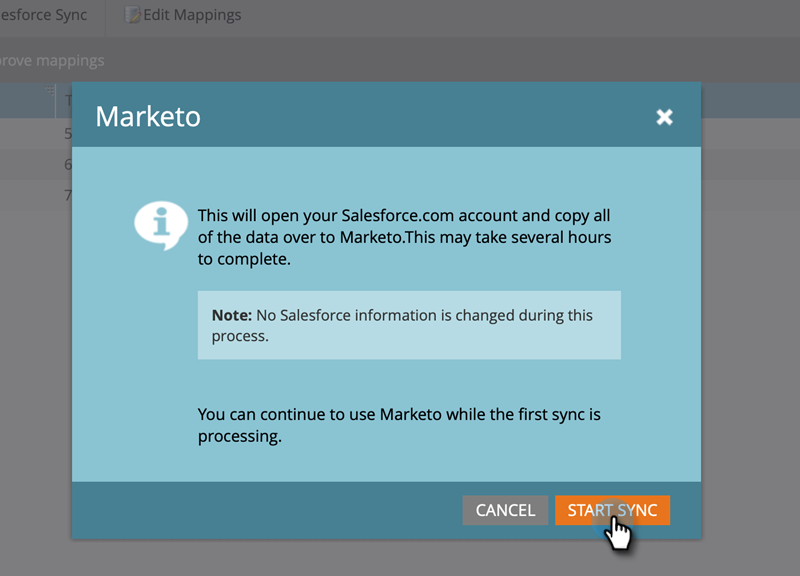 esforce Sync
Edit Mappings
prove mappings
T
Marketo
5
6
7
This will open your Salesforce.com account and copy all
of the data over to Marketo.This may take several hours
to complete.
Note: No Salesforce information is changed during this
process.
You can continue to use Marketo while the first sync is
processing.
CANCEL
START SYNC